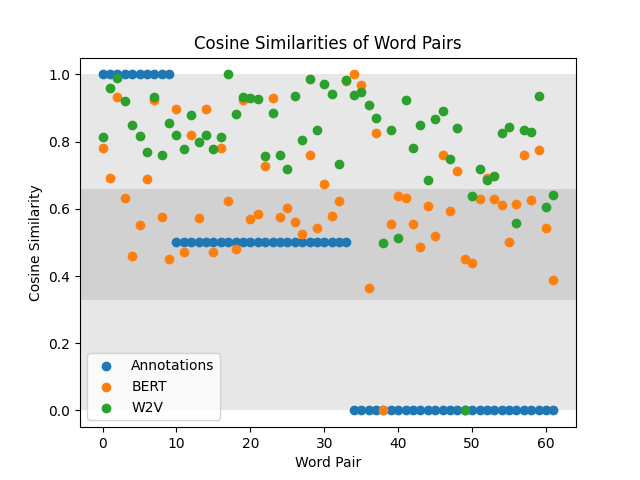 Cosine Similarities of Word Pairs
1.0
0.8
0.6
0.4
0.2
0.0
Cosine Similarity
Annotations
BERT
W2V
0 10 20 30 40 50 60
Word Pair